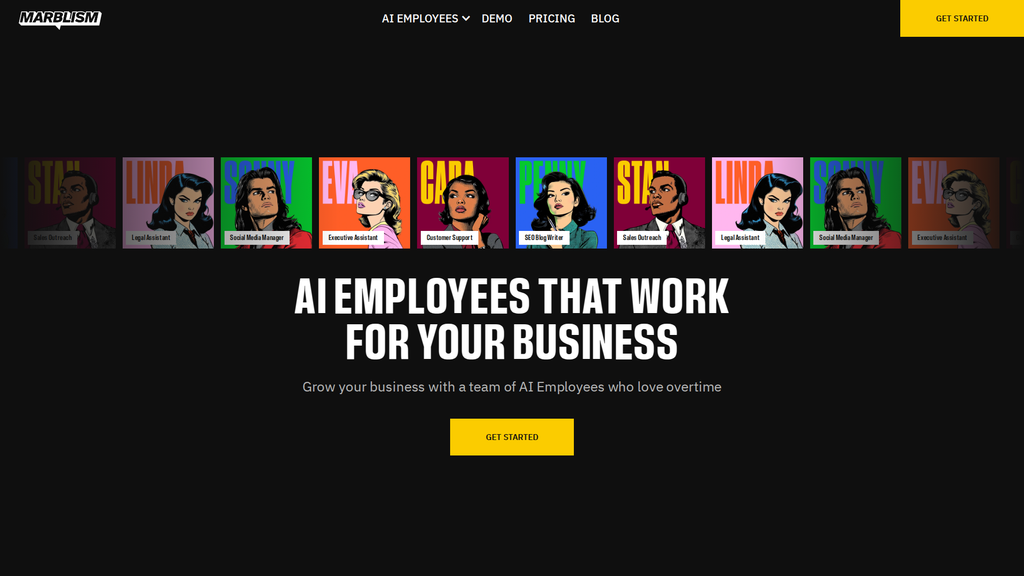 MARBLISM
AI EMPLOYEES
DEMO
PRICING
BLOG
GET STARTED
STAN
Sales Outreach
LINDA
Legal Assistant
SONNY
Social Media Manager
EVA
Executive Assistant
CARA
Customer Support
PENNY
SEO Blog Writer
STAN
Sales Outreach
LINDA
Legal Assistant
SONNY
Social Media Manager
EVA
Executive Assistant
AI EMPLOYEES THAT WORK
FOR YOUR BUSINESS
Grow your business with a team of AI Employees who love overtime
GET STARTED